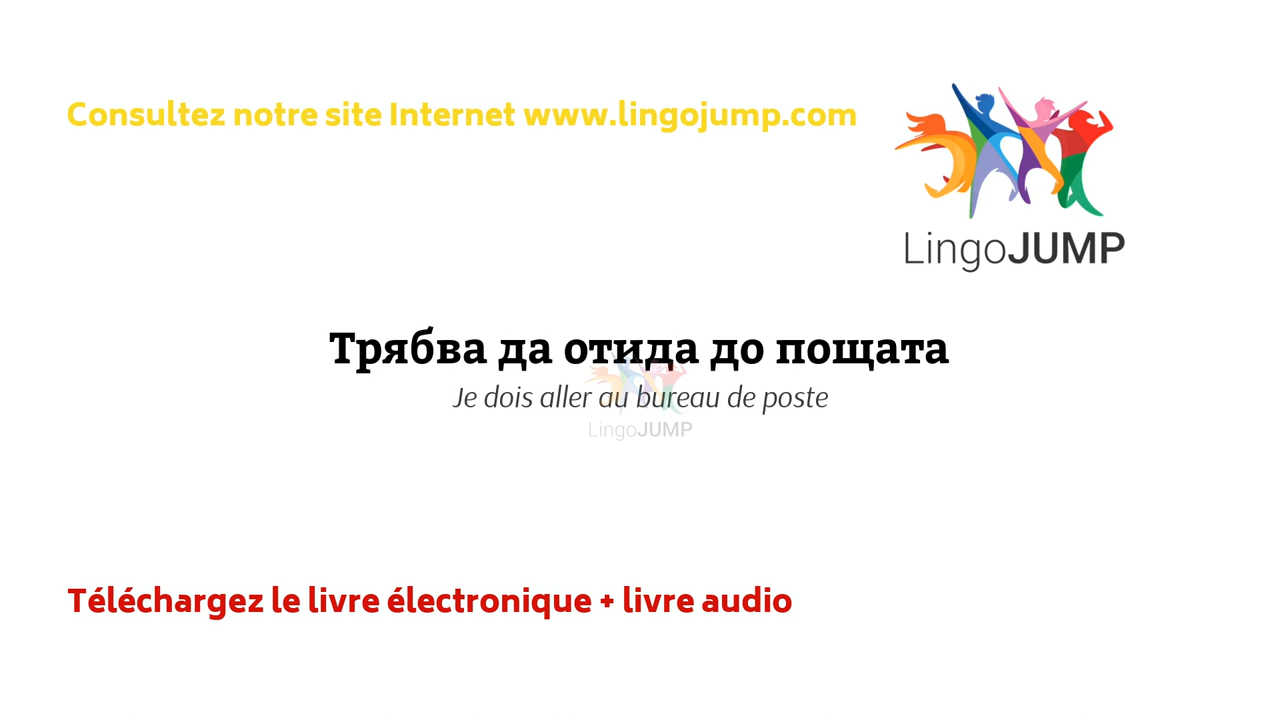 Consultez notre site Internet www.lingojump.com
LingoJUMP
Трябва да отида до пощата
Je dois aller au bureau de poste
LingoJUMP
Téléchargez le livre électronique + livre audio